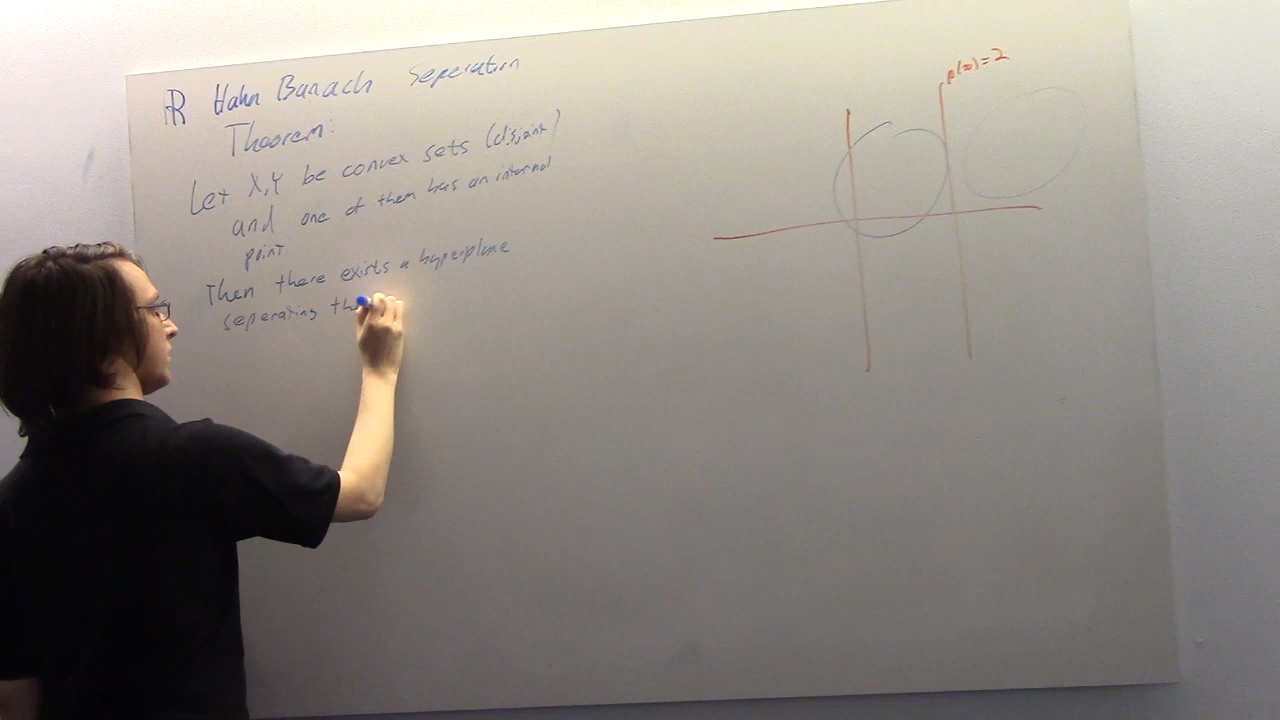 ℝ Hahn Banach Seperation
Theorem:
Let X,Y be convex sets (disjoint)
and one of them has an internal
point
Then there exists a hyperplane
seperating the
p(x)=2